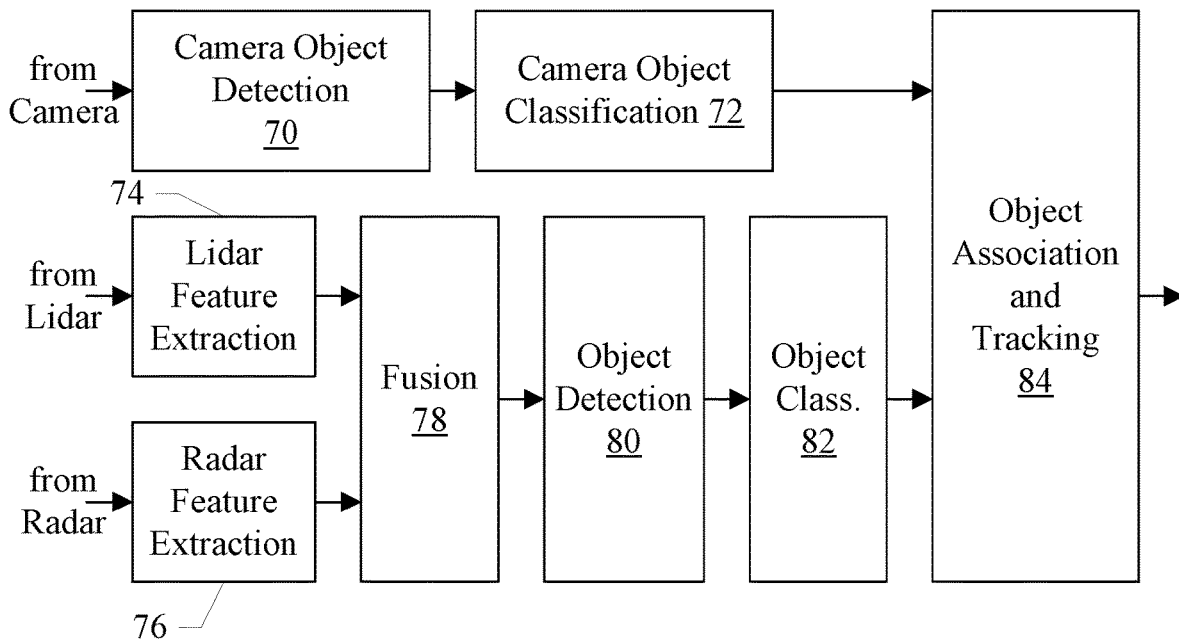 from
Camera
Camera Object
Detection
70
Camera Object
Classification 72
74
from
Lidar
Lidar
Feature
Extraction
from
Radar
Radar
Feature
Extraction
76
Fusion
78
Object
Detection
80
Object
Class.
82
Object
Association
and
Tracking
84